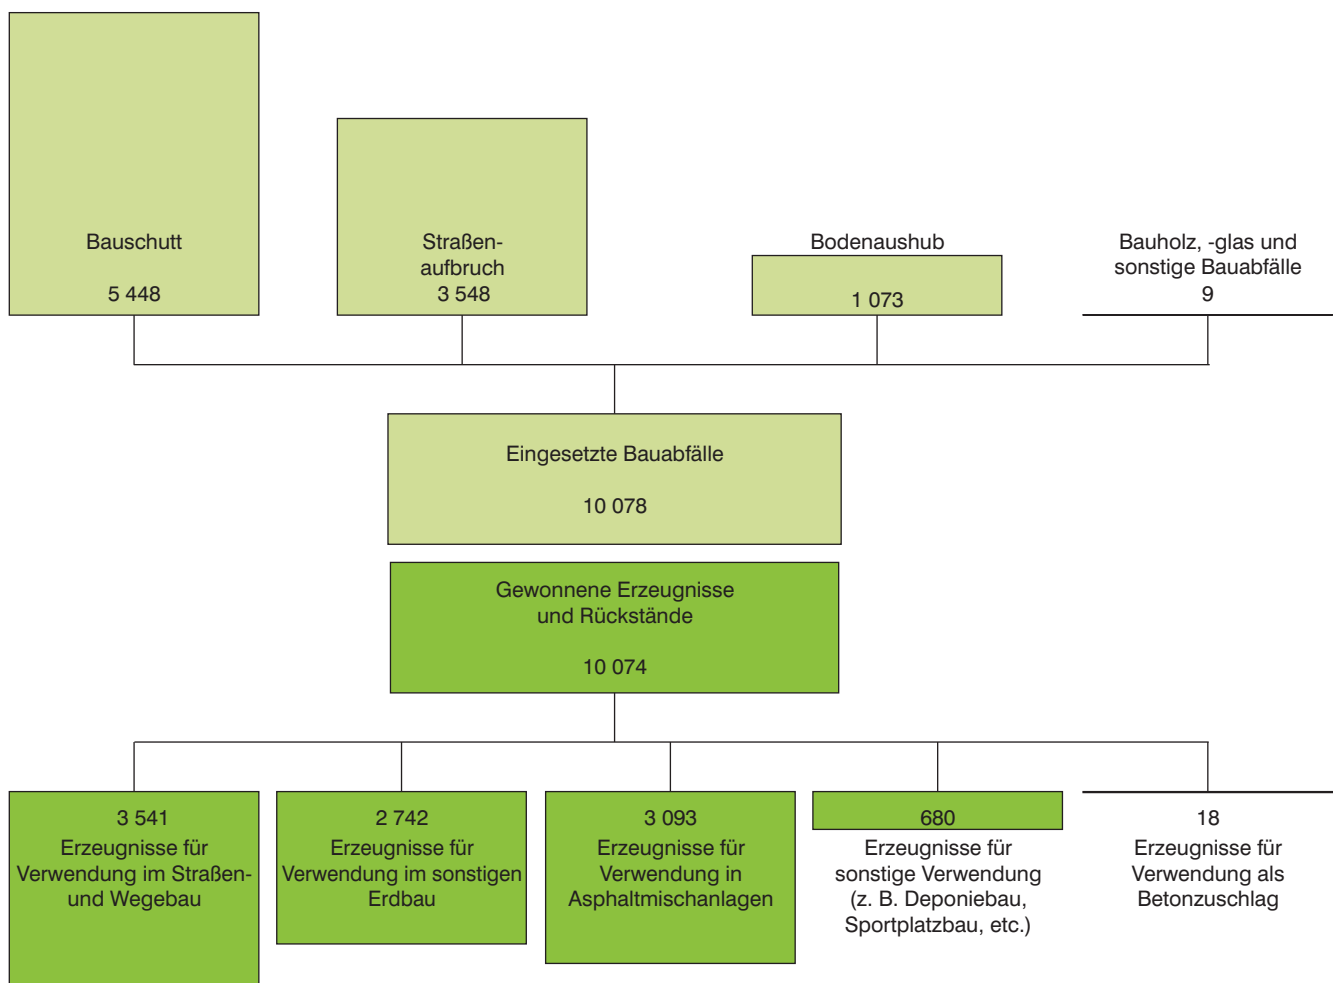 Bauschutt
5 448
Straßen-
aufbruch
3 548
Bodenaushub
1 073
Bauholz, -glas und
sonstige Bauabfälle
9
Eingesetzte Bauabfälle
10 078
Gewonnene Erzeugnisse
und Rückstände
10 074
3 541
Erzeugnisse für
Verwendung im Straßen-
und Wegebau
2 742
Erzeugnisse für
Verwendung im sonstigen
Erdbau
3 093
Erzeugnisse für
Verwendung in
Asphaltmischanlagen
680
Erzeugnisse für
sonstige Verwendung
(z. B. Deponiebau,
Sportplatzbau, etc.)
18
Erzeugnisse für
Verwendung als
Betonzuschlag